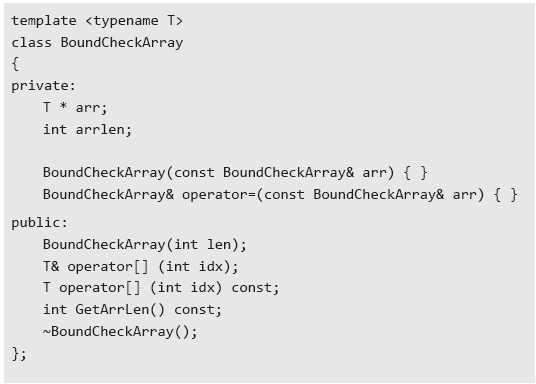 template <typename T>
class BoundCheckArray
{
private:
    T * arr;
    int arrlen;

    BoundCheckArray(const BoundCheckArray& arr) { }
    BoundCheckArray& operator=(const BoundCheckArray& arr) { }
public:
    BoundCheckArray(int len);
    T& operator[] (int idx);
    T operator[] (int idx) const;
    int GetArrLen() const;
    ~BoundCheckArray();
};